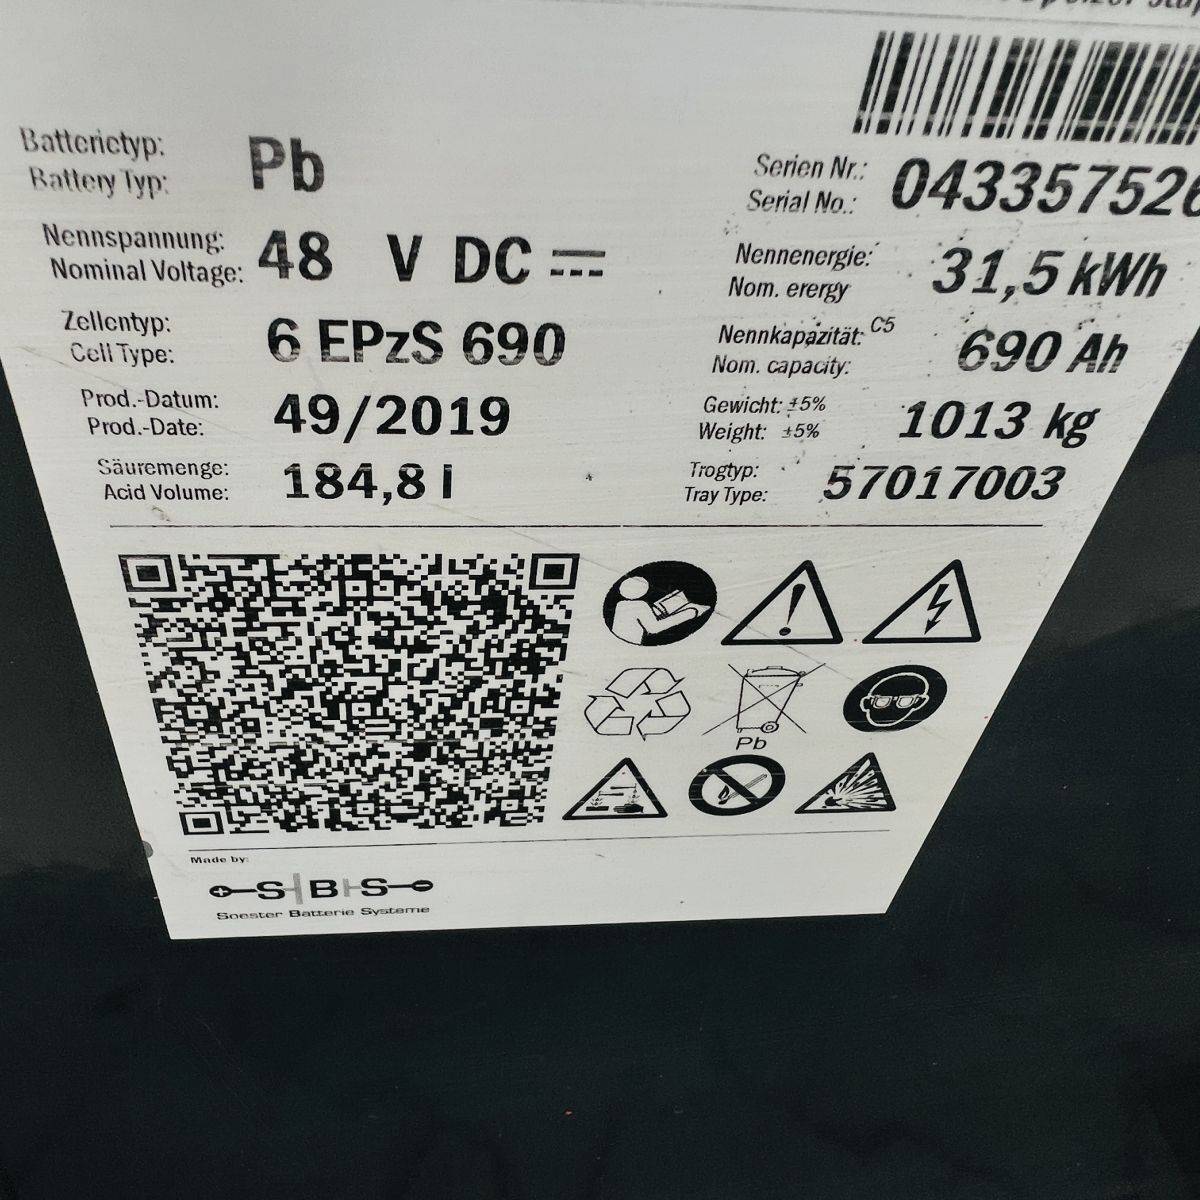 Batterietyp:
Battery Typ:
Pb
Serien Nr.:
Serial No.:
043357526
Nennspannung:
Nominal Voltage:
48 V DC
Nennenergie:
Nom. erergy
31,5 kWh
Zellentyp:
Cell Type:
6 EPzS 690
Nennkapazität: C5
Nom. capacity:
690 Ah
Prod.-Datum:
Prod.-Date:
49/2019
Gewicht: ±5%
Weight: ±5%
1013 kg
Säuremenge:
Acid Volume:
184,8 l
Trogtyp:
Tray Type:
57017003
Pb
Made by:
S B S
Soester Batterie Systeme